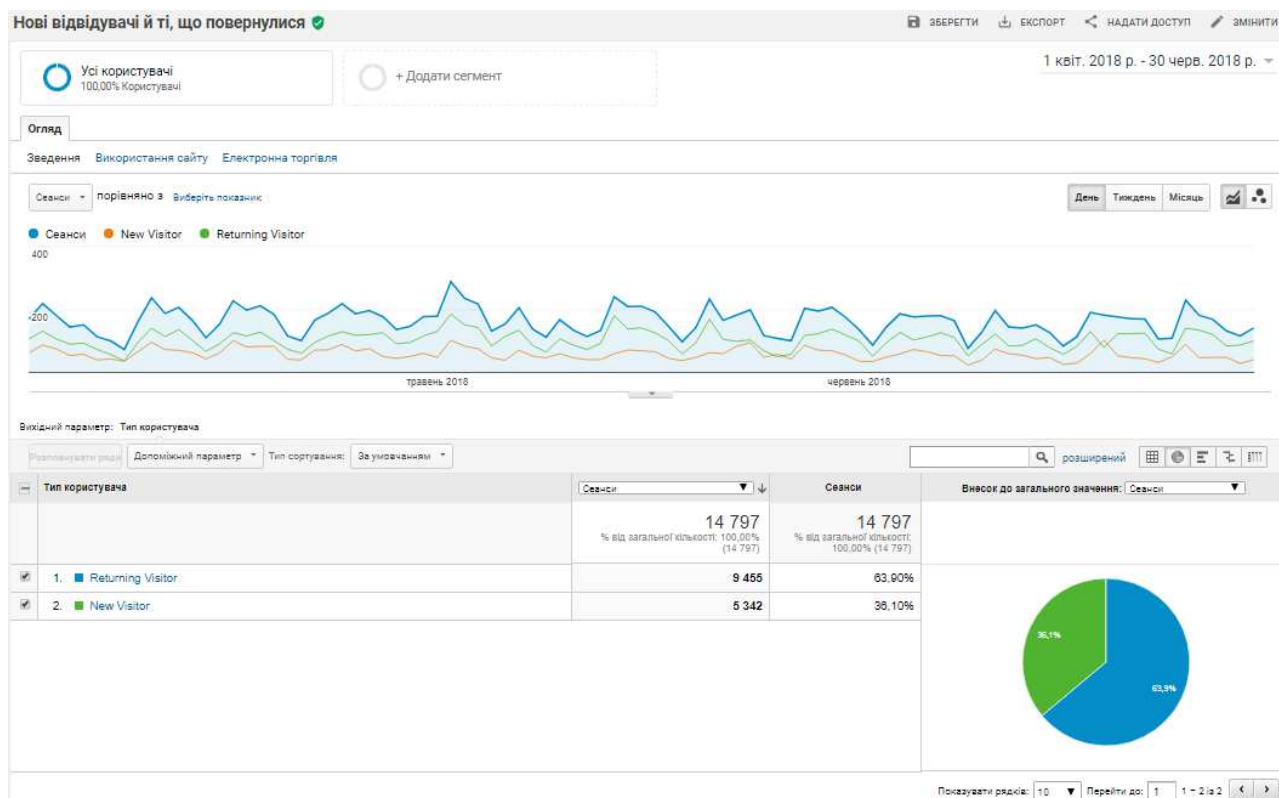 Нові відвідувачі й ті, що повернулися
ЗБЕРЕГТИ ЕКСПОРТ НАДАТИ ДОСТУП ЗМІНИТИ
1 квіт. 2018 р. - 30 черв. 2018 р.
Усі користувачі
100,00% Користувачі
+ Додати сегмент
Огляд
Зведення Використання сайту Електронна торгівля
Сеанси порівняно з Виберіть показник
День Тиждень Місяць
Сеанси New Visitor Returning Visitor
400
200
травень 2018 червень 2018
Вихідний параметр: Тип користувача
Допоміжний параметр Тип сортування: За умовчанням
розширений
Тип користувача Сеанси Сеанси Внесок до загального значення: Сеанси
14 797 14 797
% від загальної кількості: 100,00% (14 797) % від загальної кількості: 100,00% (14 797)
1. Returning Visitor 9 455 63,90%
2. New Visitor 5 342 36,10%
36,1%
63,9%
Показувати рядків: 10 Перейти до: 1 1 – 2 із 2